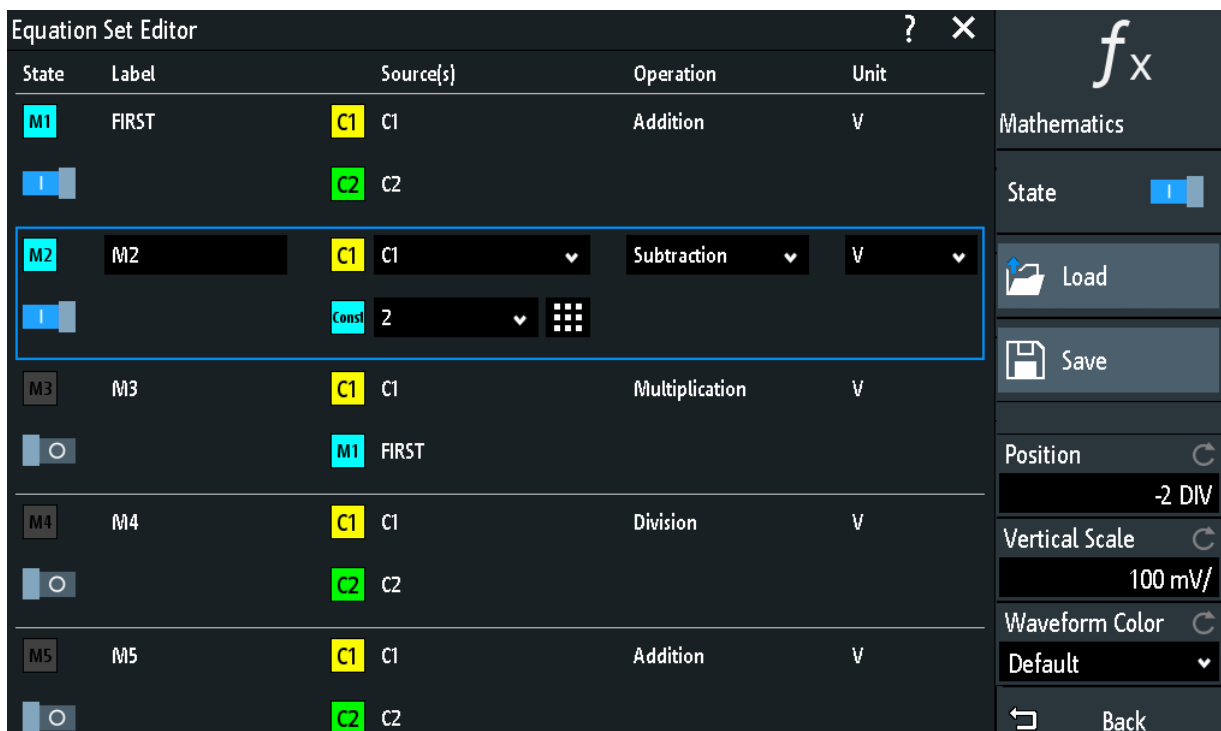 Equation Set Editor ? X
State Label Source(s) Operation Unit
M1 FIRST C1 C1 Addition V
I C2 C2
M2 M2 C1 C1 Subtraction V
I Const 2
M3 M3 C1 C1 Multiplication V
O M1 FIRST
M4 M4 C1 C1 Division V
O C2 C2
M5 M5 C1 C1 Addition V
O C2 C2
fx
Mathematics
State I
Load
Save
Position
-2 DIV
Vertical Scale
100 mV/
Waveform Color
Default
Back